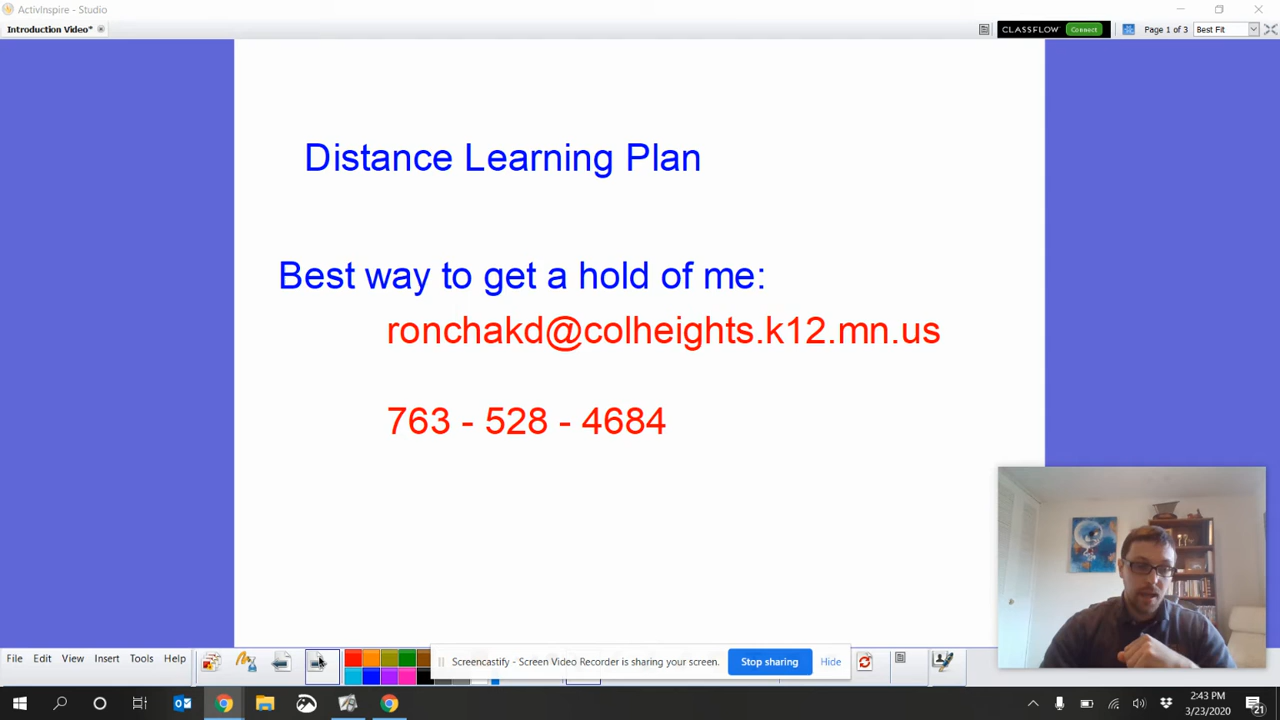 ActivInspire - Studio
Introduction Video*
CLASSFLOW Connect
Page 1 of 3
Best Fit
Distance Learning Plan
Best way to get a hold of me:
ronchakd@colheights.k12.mn.us
763 - 528 - 4684
File Edit View Insert Tools Help
Screencastify - Screen Video Recorder is sharing your screen.
Stop sharing
Hide
2:43 PM
3/23/2020
21